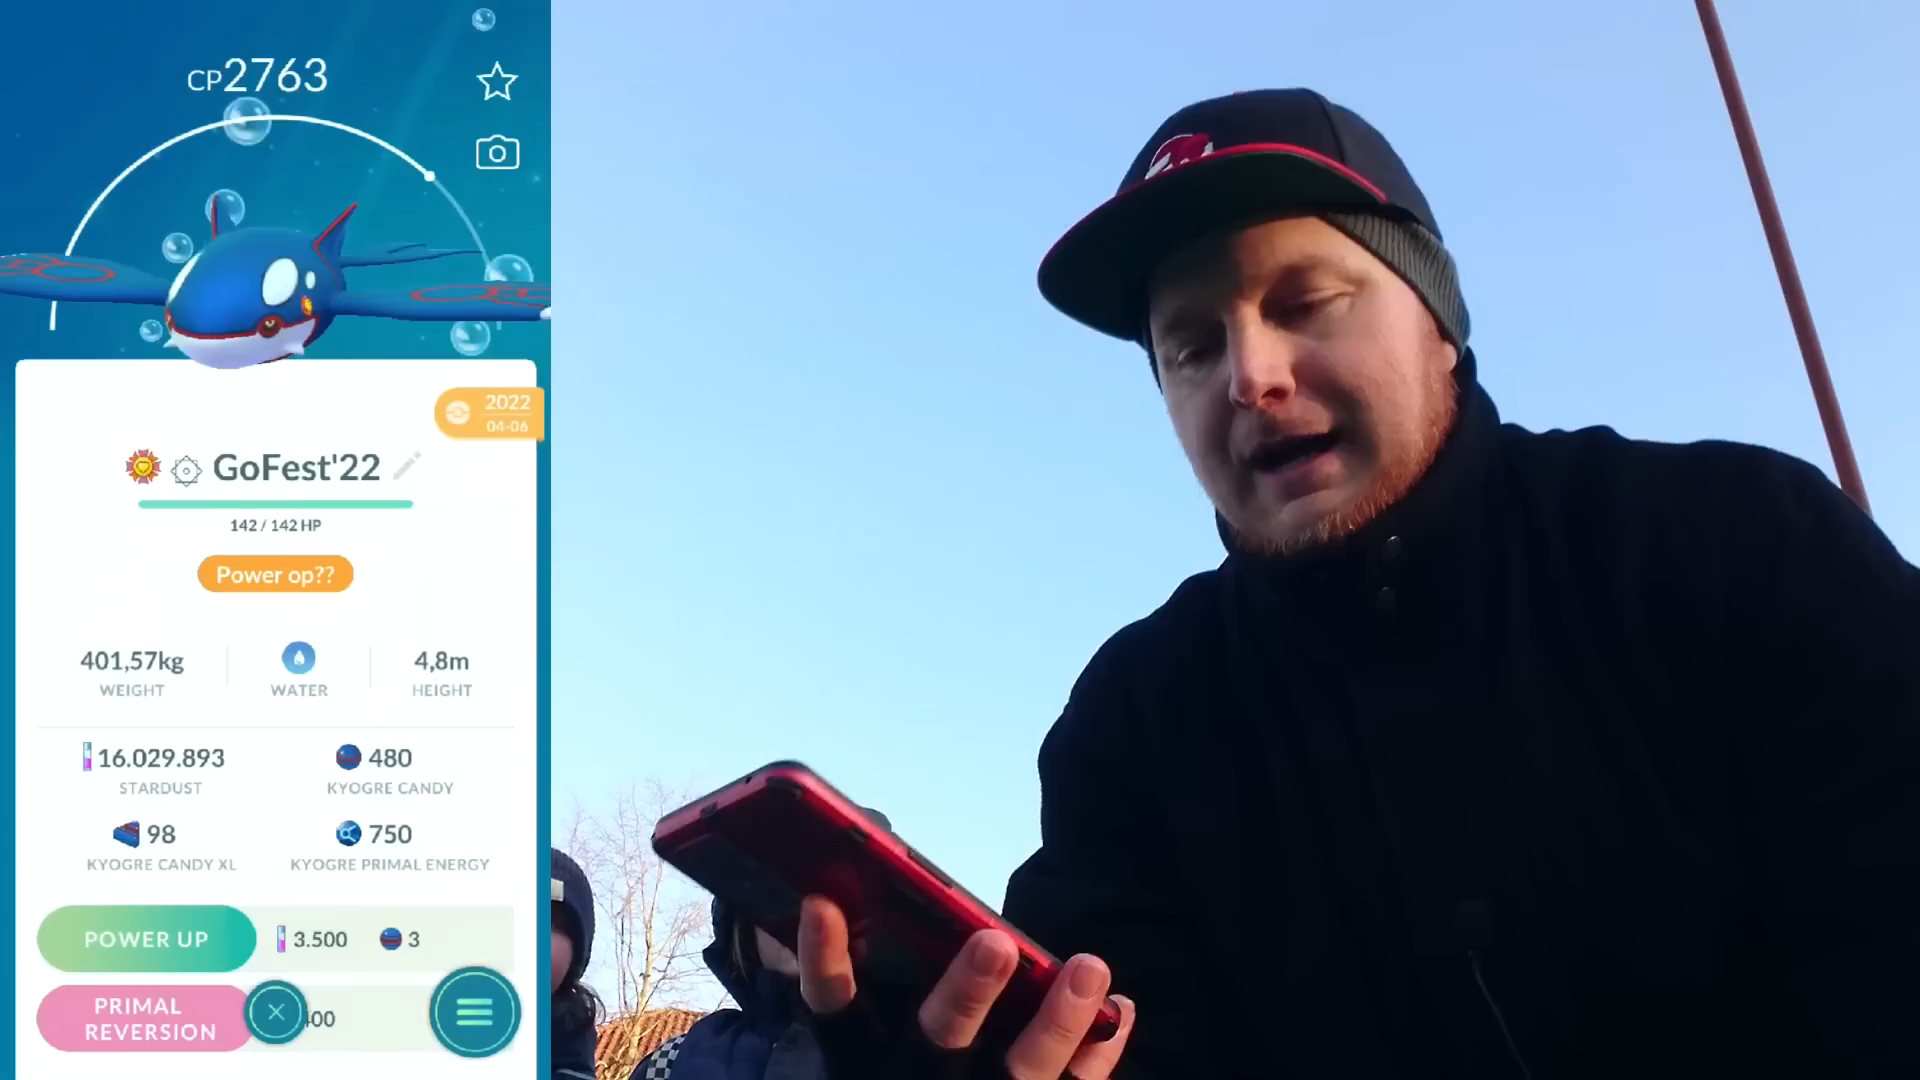 CP2763
2022
04-06
GoFest'22
142 / 142 HP
Power op??
401,57kg
WEIGHT
WATER
4,8m
HEIGHT
16.029.893
STARDUST
480
KYOGRE CANDY
98
KYOGRE CANDY XL
750
KYOGRE PRIMAL ENERGY
POWER UP
3.500
3
PRIMAL
REVERSION